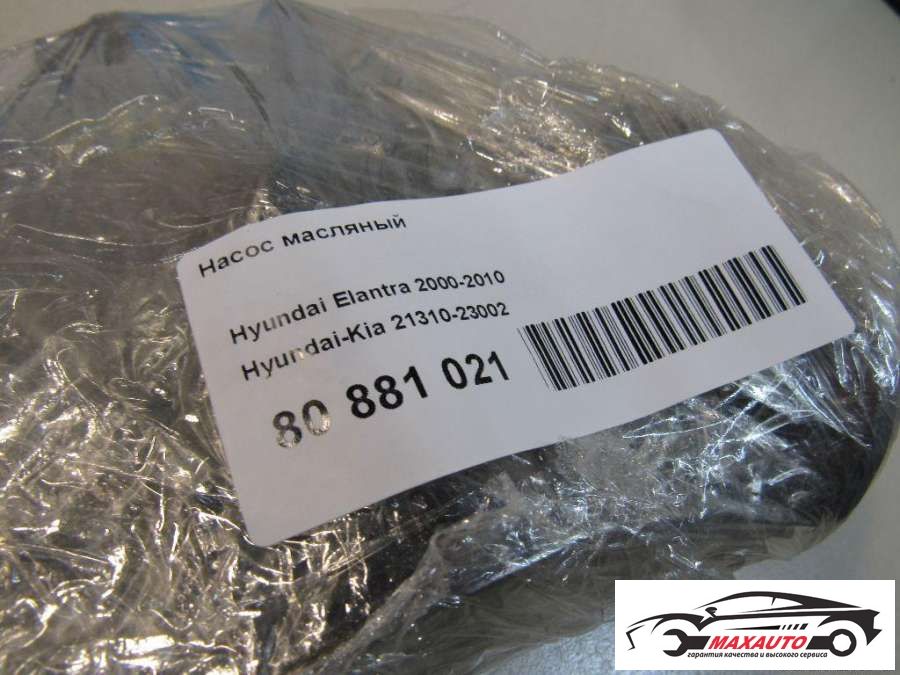 Насос масляный
Hyundai Elantra 2000-2010
Hyundai-Kia 21310-23002
80 881 021
MAXAUTO
гарантия качества и высокого сервиса